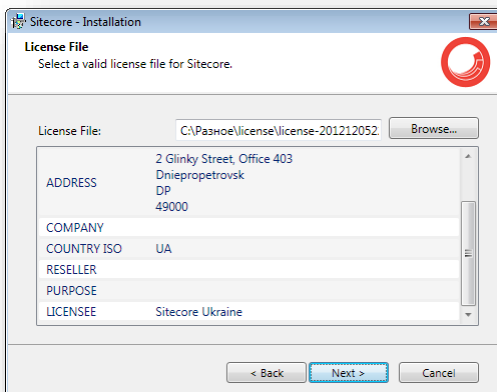 Sitecore - Installation
License File
Select a valid license file for Sitecore.
License File:
C:\Разное\license\license-201212052
Browse...
ADDRESS
2 Glinky Street, Office 403
Dniepropetrovsk
DP
49000
COMPANY
COUNTRY ISO UA
RESELLER
PURPOSE
LICENSEE Sitecore Ukraine
< Back
Next >
Cancel